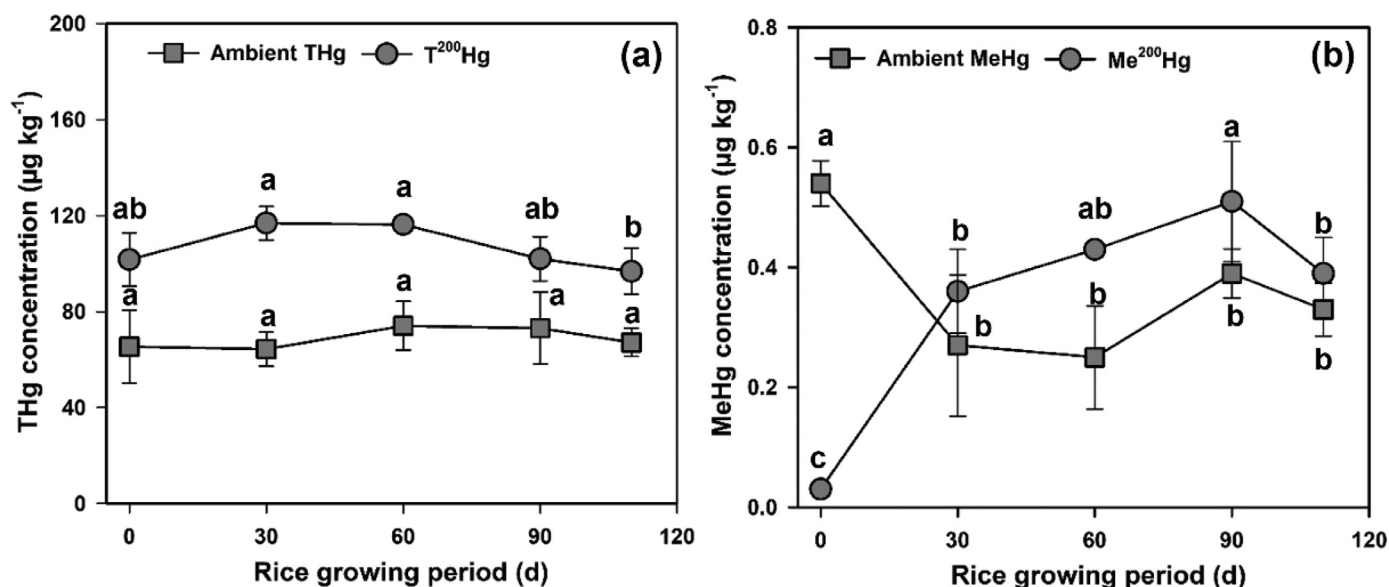 200
160
120
80
40
0
THg concentration (µg kg⁻¹)
Ambient THg
T²⁰⁰Hg
(a)
ab
a
a
ab
b
a
a
a
a
a
0
30
60
90
120
Rice growing period (d)
0.8
0.6
0.4
0.2
0.0
MeHg concentration (µg kg⁻¹)
Ambient MeHg
Me²⁰⁰Hg
(b)
a
a
b
ab
b
b
b
b
b
c
0
30
60
90
120
Rice growing period (d)